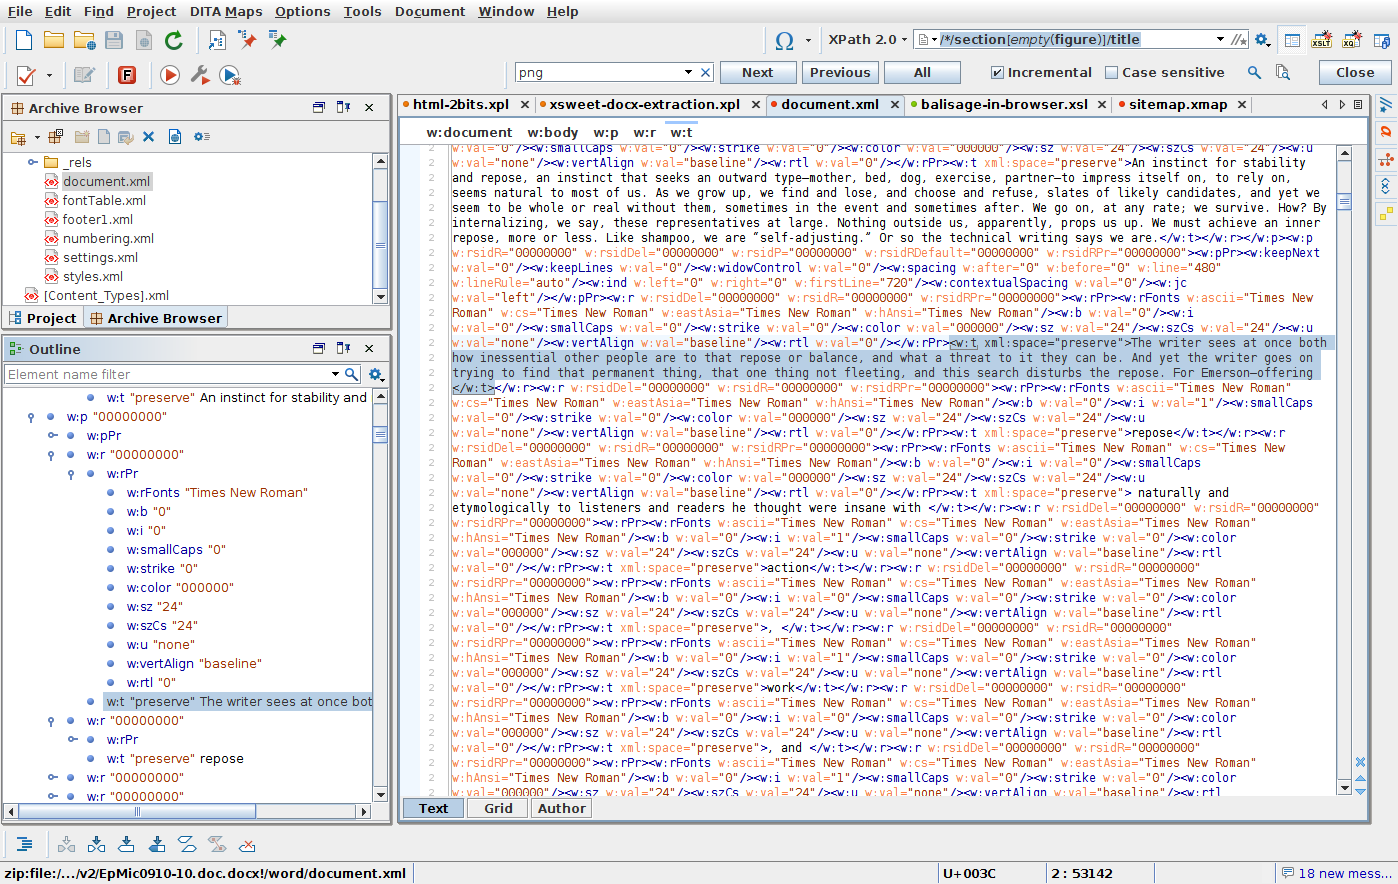 File Edit Find Project DITA Maps Options Tools Document Window Help
XPath 2.0 /*/section[empty(figure)]/title
png Next Previous All Incremental Case sensitive Close
Archive Browser
_rels
document.xml
fontTable.xml
footer1.xml
numbering.xml
settings.xml
styles.xml
[Content_Types].xml
Project Archive Browser
Outline
Element name filter
w:t "preserve" An instinct for stability and
w:p "00000000"
w:pPr
w:r "00000000"
w:rPr
w:rFonts "Times New Roman"
w:b "0"
w:i "0"
w:smallCaps "0"
w:strike "0"
w:color "000000"
w:sz "24"
w:szCs "24"
w:u "none"
w:vertAlign "baseline"
w:rtl "0"
w:t "preserve" The writer sees at once bot
w:r "00000000"
w:rPr
w:t "preserve" repose
w:r "00000000"
w:r "00000000"
html-2bits.xpl xsweet-docx-extraction.xpl document.xml balisage-in-browser.xsl sitemap.xmap
w:document w:body w:p w:r w:t
w:val="0"/><w:smallCaps w:val="0"/><w:strike w:val="0"/><w:color w:val="000000"/><w:sz w:val="24"/><w:szCs w:val="24"/><w:u
w:val="none"/><w:vertAlign w:val="baseline"/><w:rtl w:val="0"/></w:rPr><w:t xml:space="preserve">An instinct for stability
and repose, an instinct that seeks an outward type—mother, bed, dog, exercise, partner—to impress itself on, to rely on,
seems natural to most of us. As we grow up, we find and lose, and choose and refuse, slates of likely candidates, and yet we
seem to be whole or real without them, sometimes in the event and sometimes after. We go on, at any rate; we survive. How? By
internalizing, we say, these representatives at large. Nothing outside us, apparently, props us up. We must achieve an inner
repose, more or less. Like shampoo, we are “self-adjusting.” Or so the technical writing says we are.</w:t></w:r></w:p><w:p
w:rsidR="00000000" w:rsidDel="00000000" w:rsidP="00000000" w:rsidRDefault="00000000" w:rsidRPr="00000000"><w:pPr><w:keepNext
w:val="0"/><w:keepLines w:val="0"/><w:widowControl w:val="0"/><w:spacing w:after="0" w:before="0" w:line="480"
w:lineRule="auto"/><w:ind w:left="0" w:right="0" w:firstLine="720"/><w:contextualSpacing w:val="0"/><w:jc
w:val="left"/></w:pPr><w:r w:rsidDel="00000000" w:rsidR="00000000" w:rsidRPr="00000000"><w:rPr><w:rFonts w:ascii="Times New
Roman" w:cs="Times New Roman" w:eastAsia="Times New Roman" w:hAnsi="Times New Roman"/><w:b w:val="0"/><w:i
w:val="0"/><w:smallCaps w:val="0"/><w:strike w:val="0"/><w:color w:val="000000"/><w:sz w:val="24"/><w:szCs w:val="24"/><w:u
w:val="none"/><w:vertAlign w:val="baseline"/><w:rtl w:val="0"/></w:rPr><w:t xml:space="preserve">The writer sees at once both
how inessential other people are to that repose or balance, and what a threat to it they can be. And yet the writer goes on
trying to find that permanent thing, that one thing not fleeting, and this search disturbs the repose. For Emerson—offering
</w:t></w:r><w:r w:rsidDel="00000000" w:rsidR="00000000" w:rsidRPr="00000000"><w:rPr><w:rFonts w:ascii="Times New Roman"
w:cs="Times New Roman" w:eastAsia="Times New Roman" w:hAnsi="Times New Roman"/><w:b w:val="0"/><w:i w:val="1"/><w:smallCaps
w:val="0"/><w:strike w:val="0"/><w:color w:val="000000"/><w:sz w:val="24"/><w:szCs w:val="24"/><w:u
w:val="none"/><w:vertAlign w:val="baseline"/><w:rtl w:val="0"/></w:rPr><w:t xml:space="preserve">repose</w:t></w:r><w:r
w:rsidDel="00000000" w:rsidR="00000000" w:rsidRPr="00000000"><w:rPr><w:rFonts w:ascii="Times New Roman" w:cs="Times New
Roman" w:eastAsia="Times New Roman" w:hAnsi="Times New Roman"/><w:b w:val="0"/><w:i w:val="0"/><w:smallCaps
w:val="0"/><w:strike w:val="0"/><w:color w:val="000000"/><w:sz w:val="24"/><w:szCs w:val="24"/><w:u
w:val="none"/><w:vertAlign w:val="baseline"/><w:rtl w:val="0"/></w:rPr><w:t xml:space="preserve"> naturally and
etymologically to listeners and readers he thought were insane with </w:t></w:r><w:r w:rsidDel="00000000" w:rsidR="00000000"
w:rsidRPr="00000000"><w:rPr><w:rFonts w:ascii="Times New Roman" w:cs="Times New Roman" w:eastAsia="Times New Roman"
w:hAnsi="Times New Roman"/><w:b w:val="0"/><w:i w:val="1"/><w:smallCaps w:val="0"/><w:strike w:val="0"/><w:color
w:val="000000"/><w:sz w:val="24"/><w:szCs w:val="24"/><w:u w:val="none"/><w:vertAlign w:val="baseline"/><w:rtl
w:val="0"/></w:rPr><w:t xml:space="preserve">action</w:t></w:r><w:r w:rsidDel="00000000" w:rsidR="00000000"
w:rsidRPr="00000000"><w:rPr><w:rFonts w:ascii="Times New Roman" w:cs="Times New Roman" w:eastAsia="Times New Roman"
w:hAnsi="Times New Roman"/><w:b w:val="0"/><w:i w:val="0"/><w:smallCaps w:val="0"/><w:strike w:val="0"/><w:color
w:val="000000"/><w:sz w:val="24"/><w:szCs w:val="24"/><w:u w:val="none"/><w:vertAlign w:val="baseline"/><w:rtl
w:val="0"/></w:rPr><w:t xml:space="preserve">, </w:t></w:r><w:r w:rsidDel="00000000" w:rsidR="00000000"
w:rsidRPr="00000000"><w:rPr><w:rFonts w:ascii="Times New Roman" w:cs="Times New Roman" w:eastAsia="Times New Roman"
w:hAnsi="Times New Roman"/><w:b w:val="0"/><w:i w:val="1"/><w:smallCaps w:val="0"/><w:strike w:val="0"/><w:color
w:val="000000"/><w:sz w:val="24"/><w:szCs w:val="24"/><w:u w:val="none"/><w:vertAlign w:val="baseline"/><w:rtl
w:val="0"/></w:rPr><w:t xml:space="preserve">work</w:t></w:r><w:r w:rsidDel="00000000" w:rsidR="00000000"
w:rsidRPr="00000000"><w:rPr><w:rFonts w:ascii="Times New Roman" w:cs="Times New Roman" w:eastAsia="Times New Roman"
w:hAnsi="Times New Roman"/><w:b w:val="0"/><w:i w:val="0"/><w:smallCaps w:val="0"/><w:strike w:val="0"/><w:color
w:val="000000"/><w:sz w:val="24"/><w:szCs w:val="24"/><w:u w:val="none"/><w:vertAlign w:val="baseline"/><w:rtl
w:val="0"/></w:rPr><w:t xml:space="preserve">, and </w:t></w:r><w:r w:rsidDel="00000000" w:rsidR="00000000"
w:rsidRPr="00000000"><w:rPr><w:rFonts w:ascii="Times New Roman" w:cs="Times New Roman" w:eastAsia="Times New Roman"
w:hAnsi="Times New Roman"/><w:b w:val="0"/><w:i w:val="1"/><w:smallCaps w:val="0"/><w:strike w:val="0"/><w:color
w:val="000000"/><w:sz w:val="24"/><w:szCs w:val="24"/><w:u w:val="none"/><w:vertAlign w:val="baseline"/><w:rtl
Text Grid Author
zip:file:/.../v2/EpMic0910-10.doc.docx!/word/document.xml U+003C 2 : 53142 18 new mess...